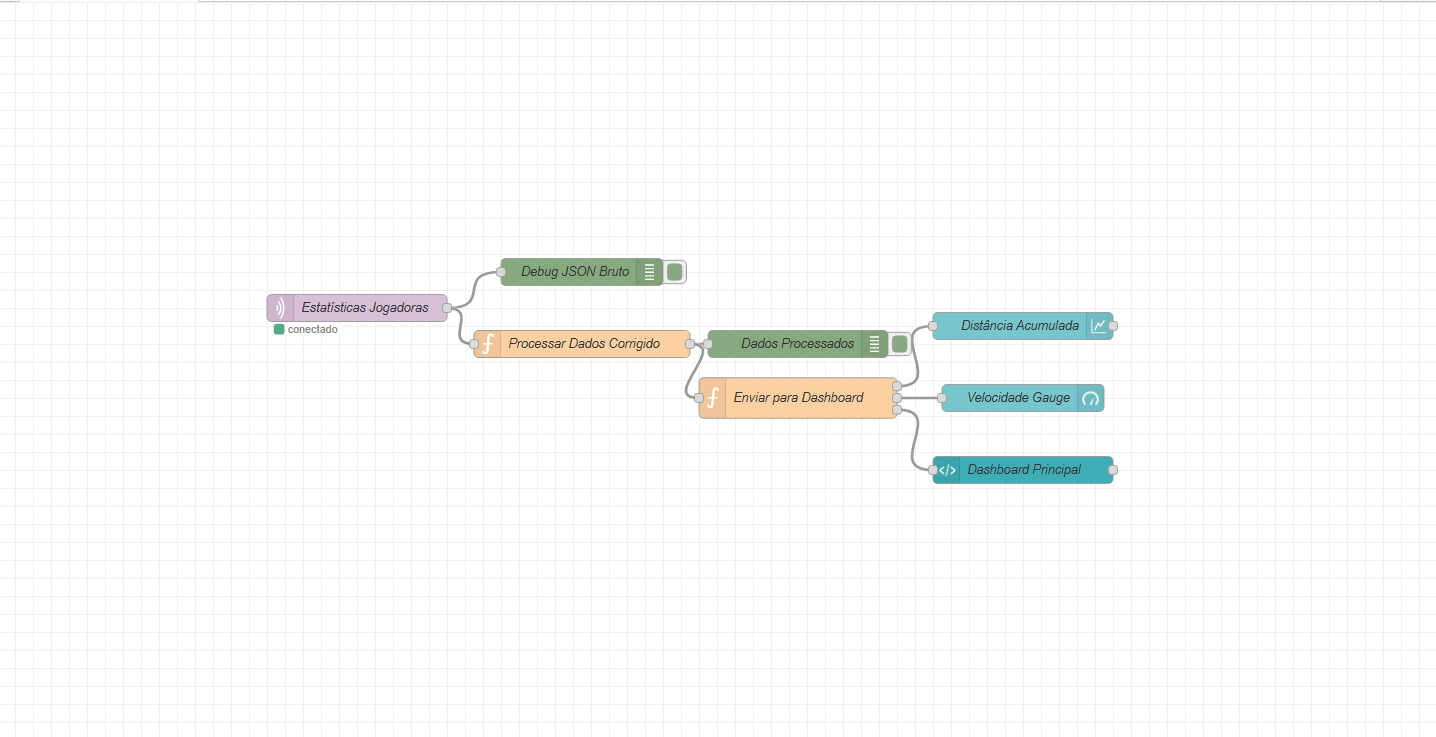 Debug JSON Bruto
Estatísticas Jogadoras
conectado
Processar Dados Corrigido
Dados Processados
Distância Acumulada
Enviar para Dashboard
Velocidade Gauge
Dashboard Principal